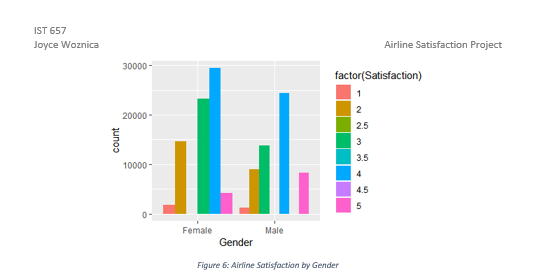 IST 657
Joyce Woznica
Airline Satisfaction Project
factor(Satisfaction)
1
2
2.5
3
3.5
4
4.5
5
30000
20000
10000
0
count
Female
Male
Gender
Figure 6: Airline Satisfaction by Gender